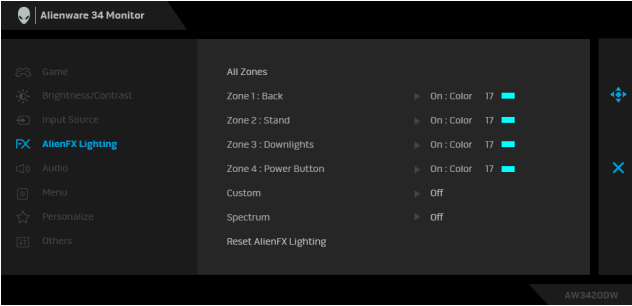 Alienware 34 Monitor
Game
All Zones
Brightness/Contrast
Zone 1 : Back
On : Color 17
Input Source
Zone 2 : Stand
On : Color 17
FX AlienFX Lighting
Zone 3 : Downlights
On : Color 17
Audio
Zone 4 : Power Button
On : Color 17
Menu
Custom
Off
Personalize
Spectrum
Off
Others
Reset AlienFX Lighting
AW3420DW